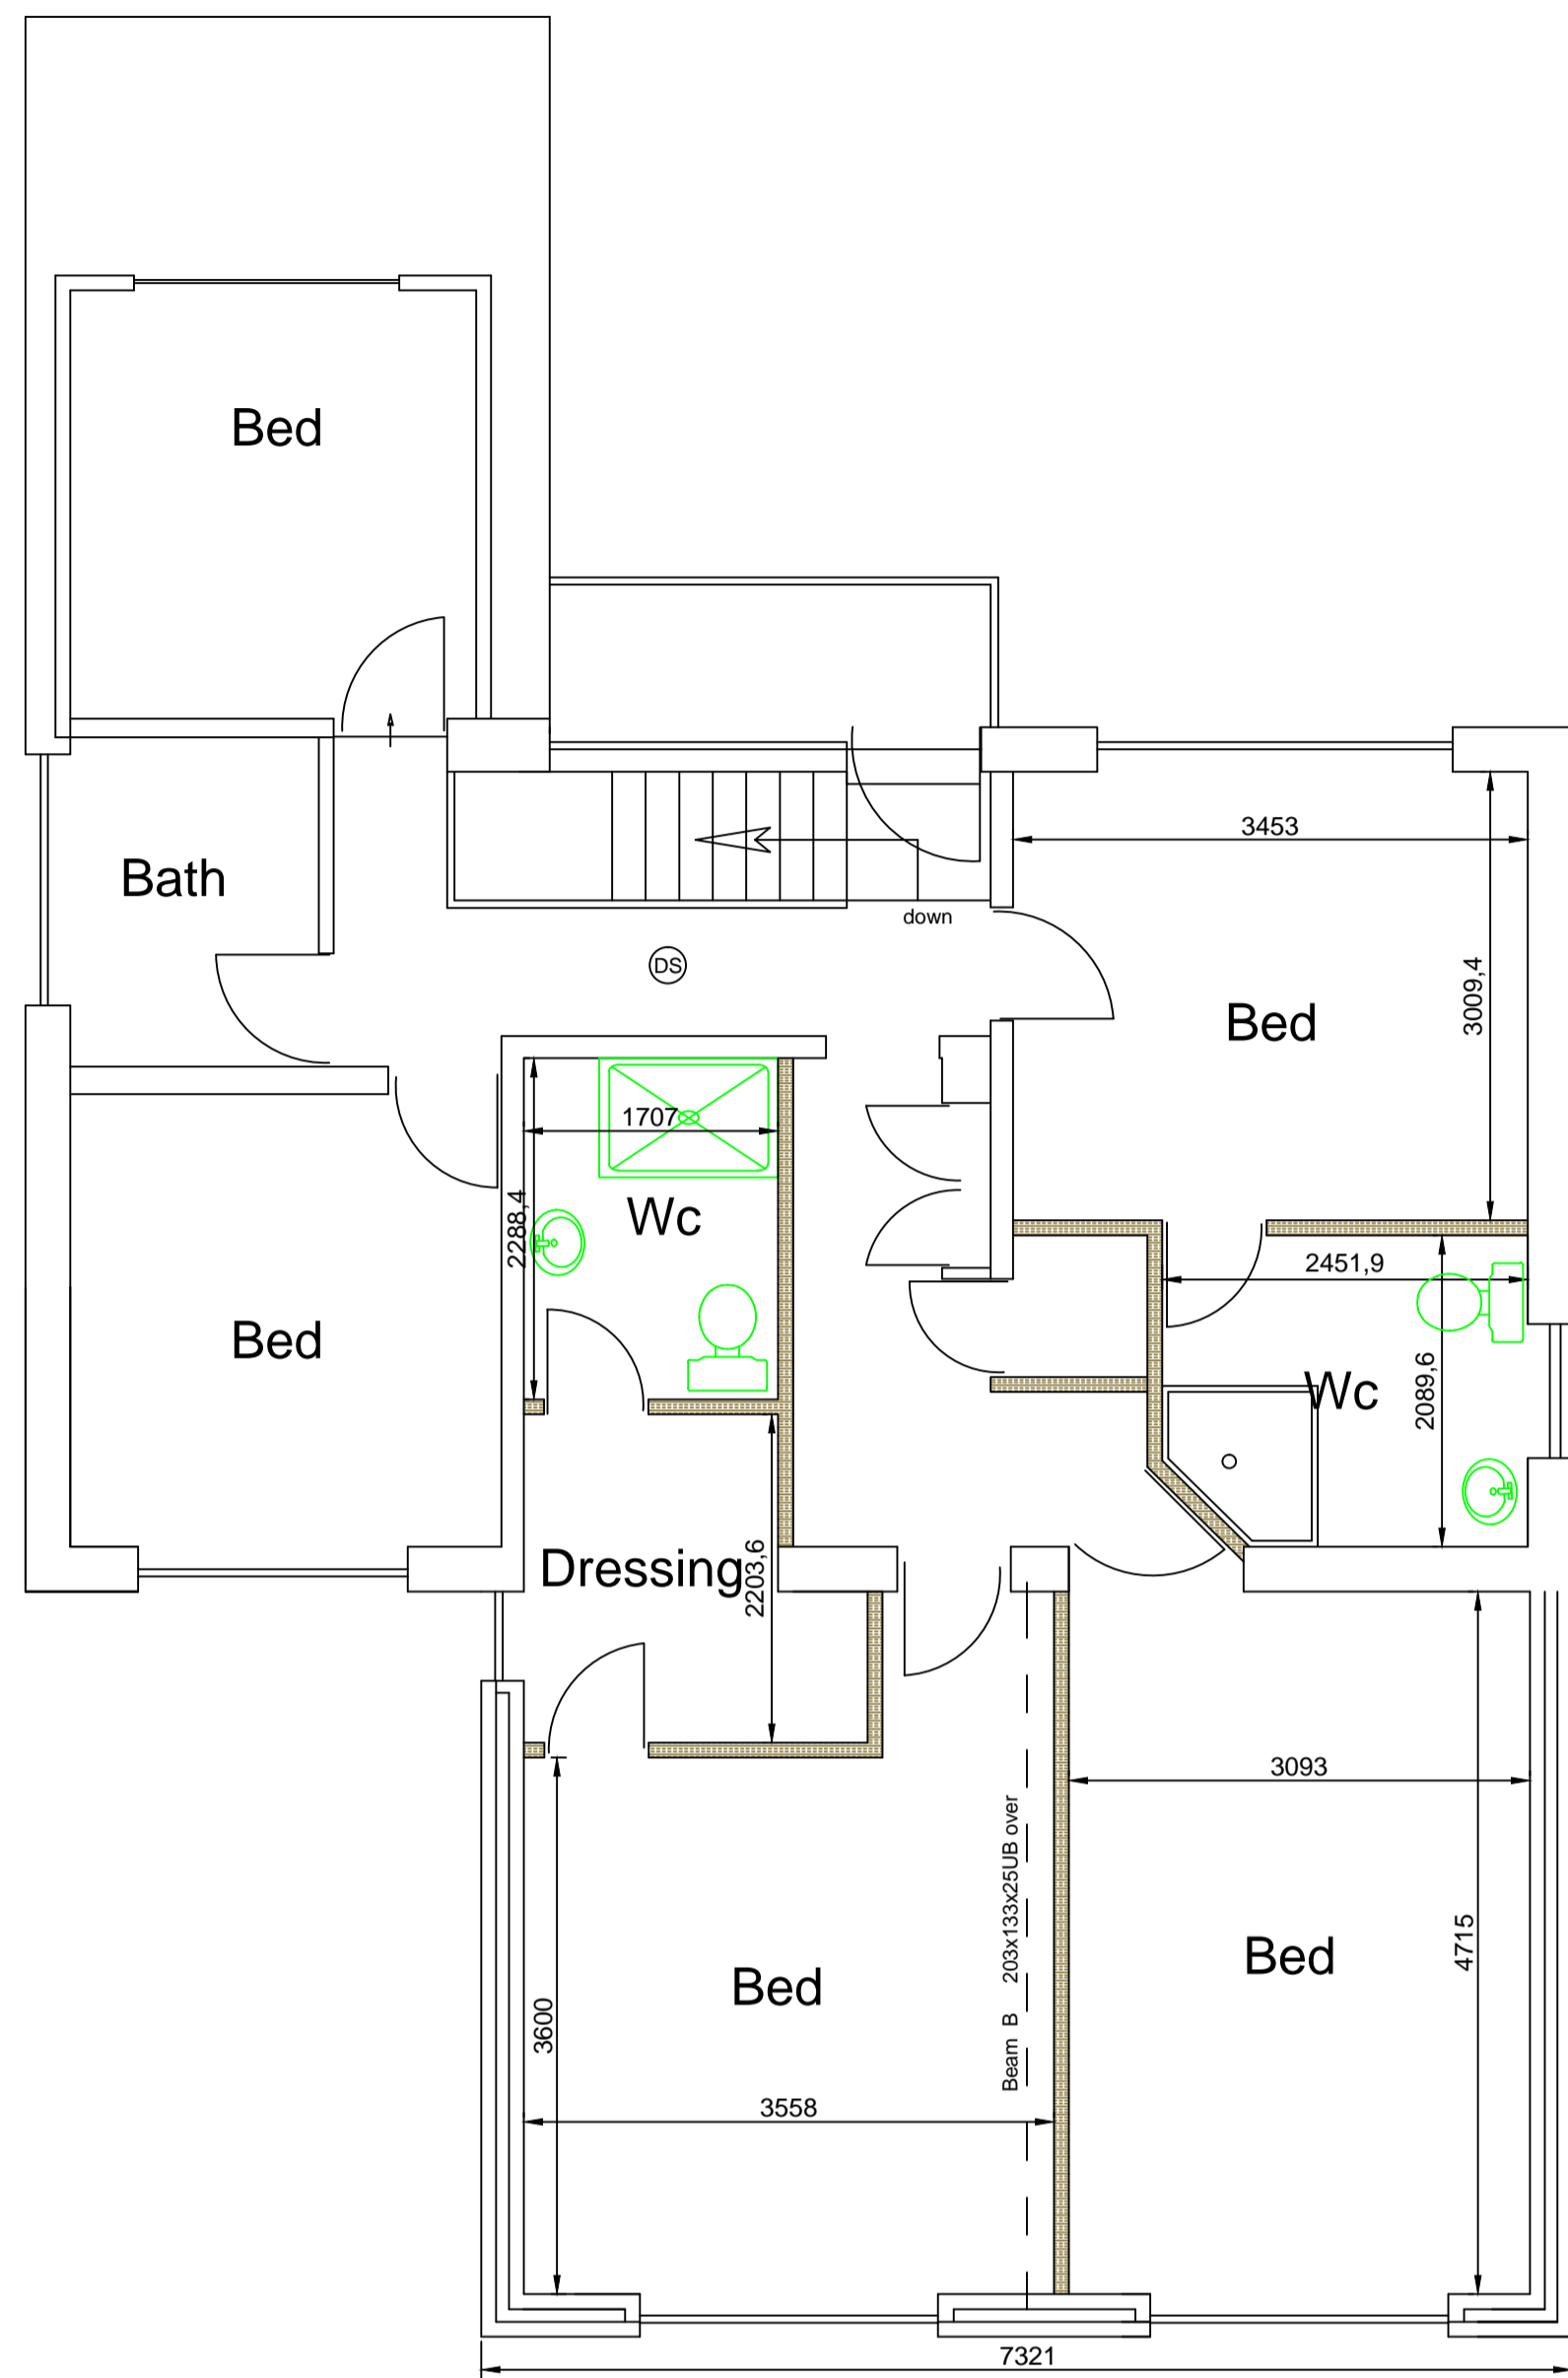 Bed
Bath
3453
down
DS
3009,4
Bed
1707
2288,4
Wc
2451,9
Bed
2089,6
Wc
Dressing
2203,6
3093
Beam B 203x133x25UB over
4715
Bed
Bed
3600
3558
7321